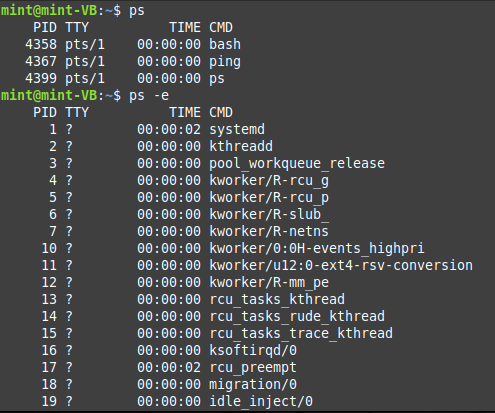 mint@mint-VB:~$ ps
    PID TTY          TIME CMD
   4358 pts/1    00:00:00 bash
   4367 pts/1    00:00:00 ping
   4399 pts/1    00:00:00 ps
mint@mint-VB:~$ ps -e
    PID TTY          TIME CMD
      1 ?        00:00:02 systemd
      2 ?        00:00:00 kthreadd
      3 ?        00:00:00 pool_workqueue_release
      4 ?        00:00:00 kworker/R-rcu_g
      5 ?        00:00:00 kworker/R-rcu_p
      6 ?        00:00:00 kworker/R-slub_
      7 ?        00:00:00 kworker/R-netns
     10 ?        00:00:00 kworker/0:0H-events_highpri
     11 ?        00:00:00 kworker/u12:0-ext4-rsv-conversion
     12 ?        00:00:00 kworker/R-mm_pe
     13 ?        00:00:00 rcu_tasks_kthread
     14 ?        00:00:00 rcu_tasks_rude_kthread
     15 ?        00:00:00 rcu_tasks_trace_kthread
     16 ?        00:00:00 ksoftirqd/0
     17 ?        00:00:02 rcu_preempt
     18 ?        00:00:00 migration/0
     19 ?        00:00:00 idle_inject/0